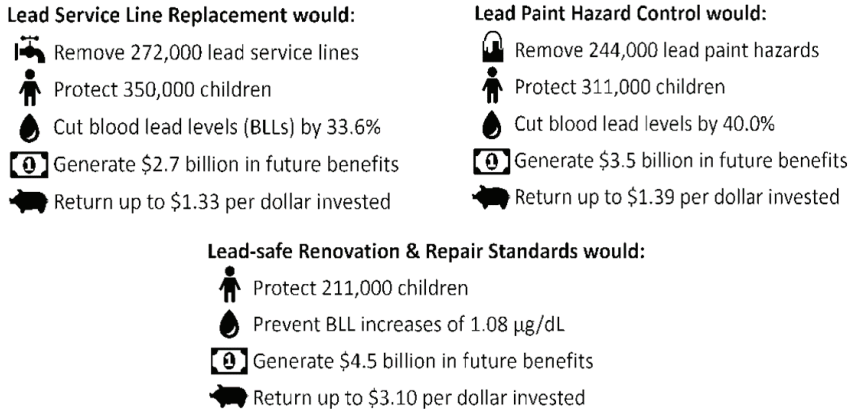 Lead Service Line Replacement would:
Remove 272,000 lead service lines
Protect 350,000 children
Cut blood lead levels (BLLs) by 33.6%
Generate $2.7 billion in future benefits
Return up to $1.33 per dollar invested
Lead Paint Hazard Control would:
Remove 244,000 lead paint hazards
Protect 311,000 children
Cut blood lead levels by 40.0%
Generate $3.5 billion in future benefits
Return up to $1.39 per dollar invested
Lead-safe Renovation & Repair Standards would:
Protect 211,000 children
Prevent BLL increases of 1.08 µg/dL
Generate $4.5 billion in future benefits
Return up to $3.10 per dollar invested